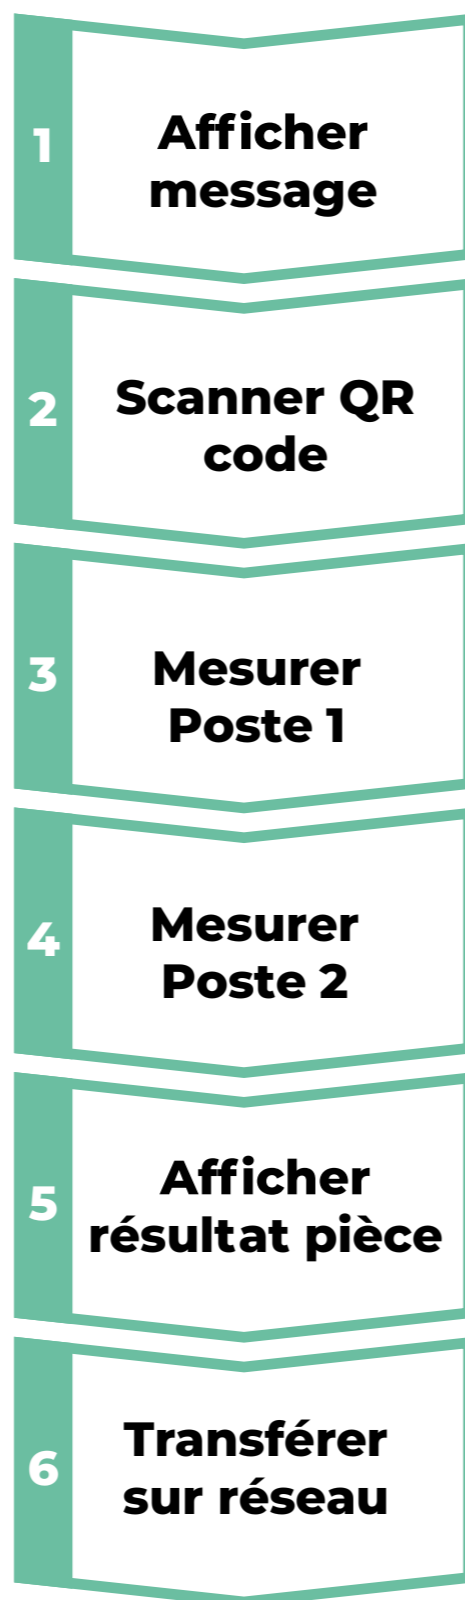 1
Afficher
message
2
Scanner QR
code
3
Mesurer
Poste 1
4
Mesurer
Poste 2
5
Afficher
résultat pièce
6
Transférer
sur réseau